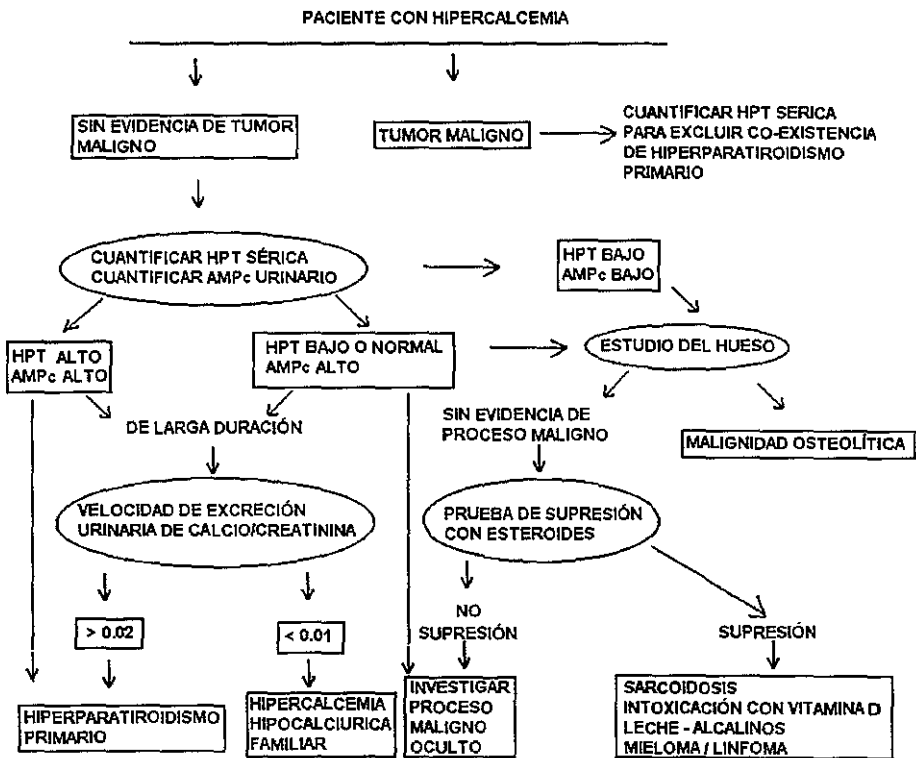 PACIENTE CON HIPERCALCEMIA
SIN EVIDENCIA DE TUMOR
MALIGNO
TUMOR MALIGNO
CUANTIFICAR HPT SERICA
PARA EXCLUIR CO-EXISTENCIA
DE HIPERPARATIROIDISMO
PRIMARIO
CUANTIFICAR HPT SÉRICA
CUANTIFICAR AMPc URINARIO
HPT BAJO
AMPc BAJO
HPT ALTO
AMPc ALTO
HPT BAJO O NORMAL
AMPc ALTO
ESTUDIO DEL HUESO
DE LARGA DURACIÓN
SIN EVIDENCIA DE
PROCESO MALIGNO
MALIGNIDAD OSTEOLÍTICA
VELOCIDAD DE EXCRECIÓN
URINARIA DE CALCIO/CREATININA
PRUEBA DE SUPRESIÓN
CON ESTEROIDES
> 0.02
< 0.01
NO
SUPRESIÓN
SUPRESIÓN
HIPERPARATIROIDISMO
PRIMARIO
HIPERCALCEMIA
HIPOCALCIURICA
FAMILIAR
INVESTIGAR
PROCESO
MALIGNO
OCULTO
SARCOIDOSIS
INTOXICACIÓN CON VITAMINA D
LECHE - ALCALINOS
MIELOMA / LINFOMA